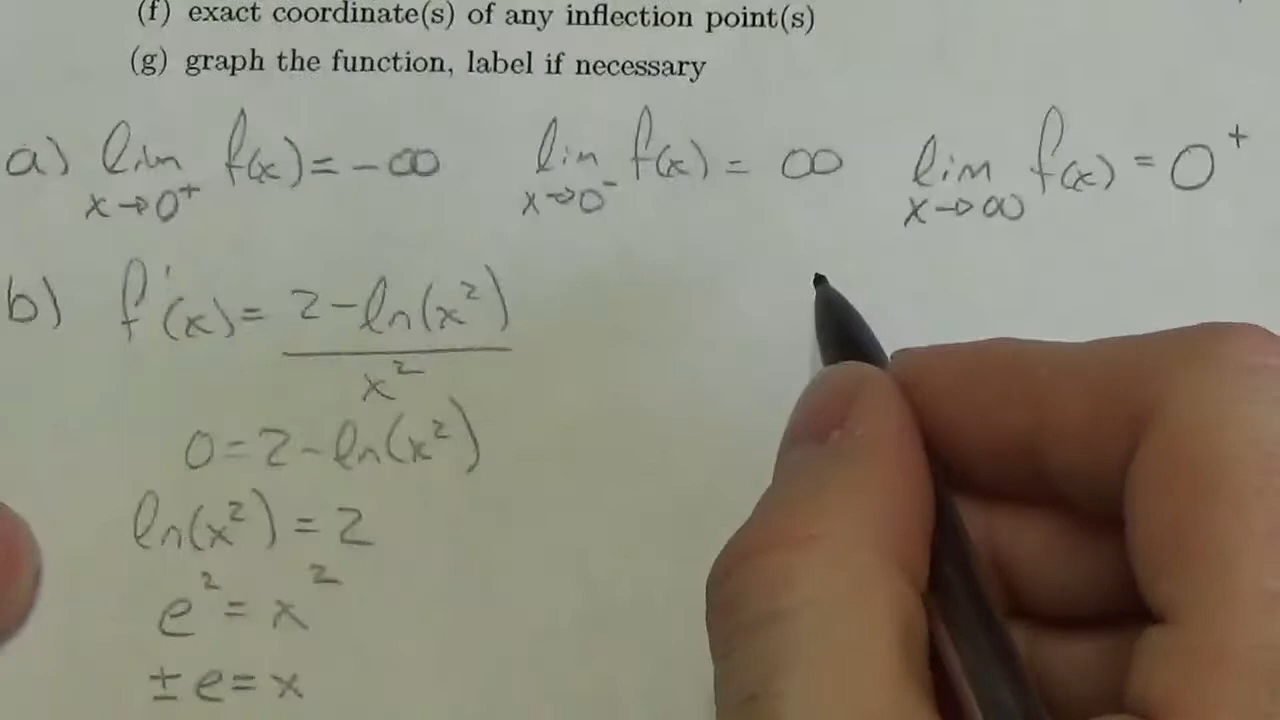 (f) exact coordinate(s) of any inflection point(s)
(g) graph the function, label if necessary
a) lim x→0⁺ f(x) = -∞ lim x→0⁻ f(x) = ∞ lim x→∞ f(x) = 0⁺
b) f'(x) = 2-ln(x²) / x²
0 = 2-ln(x²)
ln(x²) = 2
e² = x²
±e = x